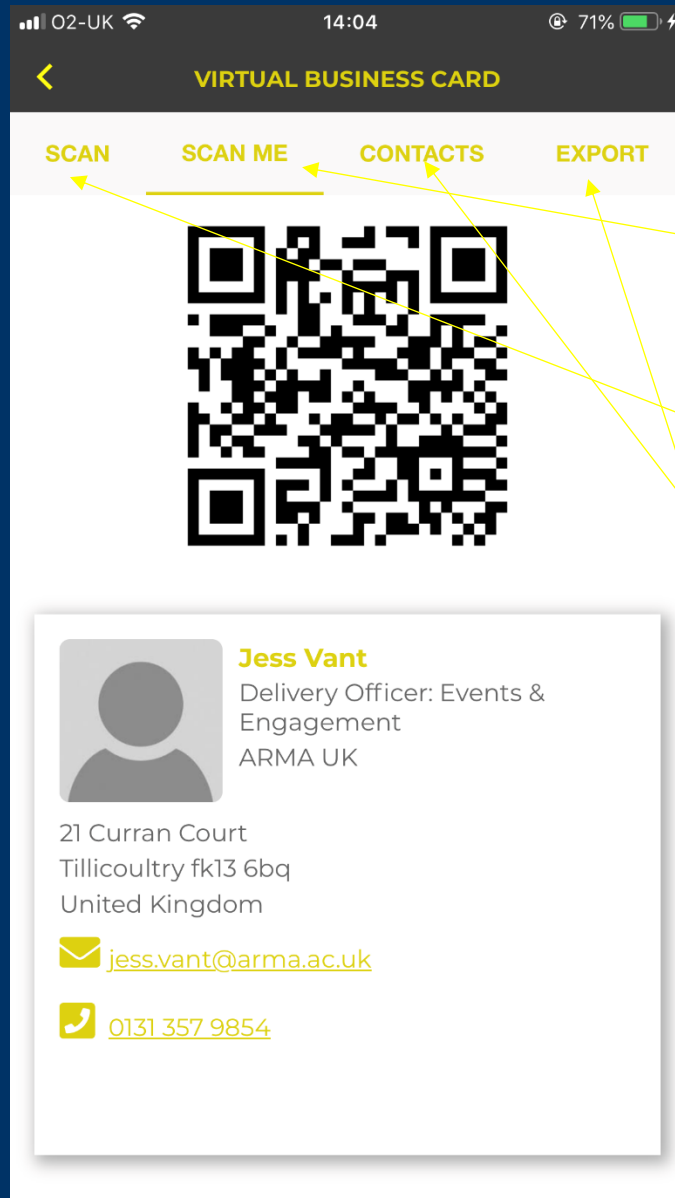 O2-UK 14:04 71%
VIRTUAL BUSINESS CARD
SCAN SCAN ME CONTACTS EXPORT
Jess Vant
Delivery Officer: Events &
Engagement
ARMA UK
21 Curran Court
Tillicoultry fk13 6bq
United Kingdom
jess.vant@arma.ac.uk
0131 357 9854